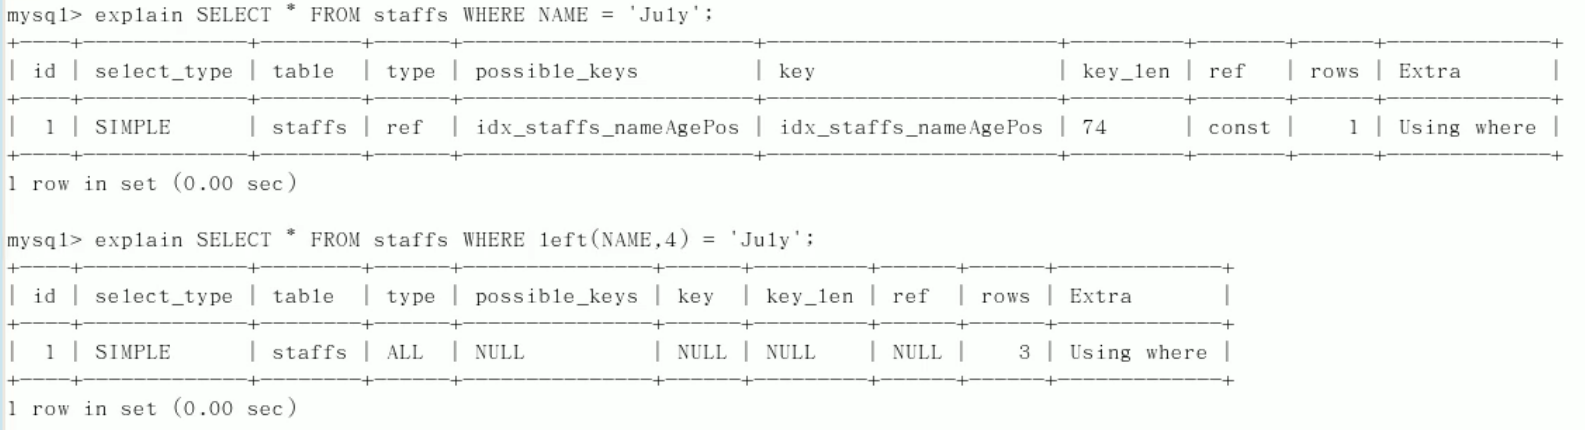 mysql> explain SELECT * FROM staffs WHERE NAME = 'July';
+----+-------------+--------+------+-----------------------+-----------------------+---------+-------+------+-------------+
| id | select_type | table | type | possible_keys | key | key_len | ref | rows | Extra |
+----+-------------+--------+------+-----------------------+-----------------------+---------+-------+------+-------------+
| 1 | SIMPLE | staffs | ref | idx_staffs_nameAgePos | idx_staffs_nameAgePos | 74 | const | 1 | Using where |
+----+-------------+--------+------+-----------------------+-----------------------+---------+-------+------+-------------+
1 row in set (0.00 sec)
mysql> explain SELECT * FROM staffs WHERE left(NAME,4) = 'July';
+----+-------------+--------+------+---------------+------+---------+------+------+-------------+
| id | select_type | table | type | possible_keys | key | key_len | ref | rows | Extra |
+----+-------------+--------+------+---------------+------+---------+------+------+-------------+
| 1 | SIMPLE | staffs | ALL | NULL | NULL | NULL | NULL | 3 | Using where |
+----+-------------+--------+------+---------------+------+---------+------+------+-------------+
1 row in set (0.00 sec)